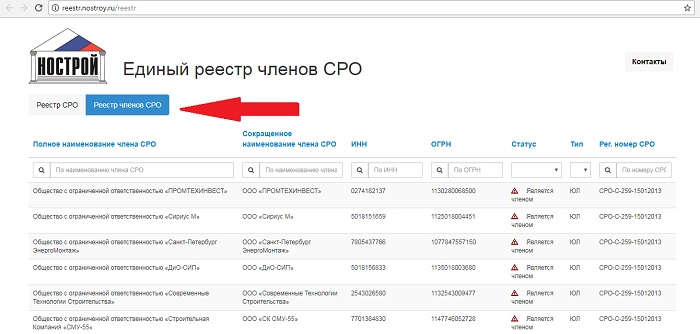 reestr.nostroy.ru/reestr
НОСТРОЙ
Единый реестр членов СРО
Контакты
Реестр СРО Реестр членов СРО
Полное наименование члена СРО Сокращенное наименование члена СРО ИНН ОГРН Статус Тип Рег. номер СРО
По наименованию члена СРО По наименованию члена По ИНН По ОГРН По номеру СРО
Общество с ограниченной ответственностью «ПРОМТЕХИНВЕСТ» ООО «ПРОМТЕХИНВЕСТ» 0274182137 1130280068500 Является членом ЮЛ СРО-С-259-15012013
Общество с ограниченной ответственностью «Сириус М» ООО «Сириус М» 5018151659 1125018004451 Является членом ЮЛ СРО-С-259-15012013
Общество с ограниченной ответственностью «Санкт-Петербург ЭнергоМонтаж» ООО «Санкт-Петербург ЭнергоМонтаж» 7805437766 1077847557150 Является членом ЮЛ СРО-С-259-15012013
Общество с ограниченной ответственностью «ДиО-СИП» ООО «ДиО-СИП» 5018156833 1135018003680 Является членом ЮЛ СРО-С-259-15012013
Общество с ограниченной ответственностью «Современные Технологии Строительства» ООО «Современные Технологии Строительства» 2543026580 1132543009477 Является членом ЮЛ СРО-С-259-15012013
Общество с ограниченной ответственностью «Строительная Компания «СМУ-55» ООО «СК СМУ-55» 7701384830 1147746052728 Является членом ЮЛ СРО-С-259-15012013